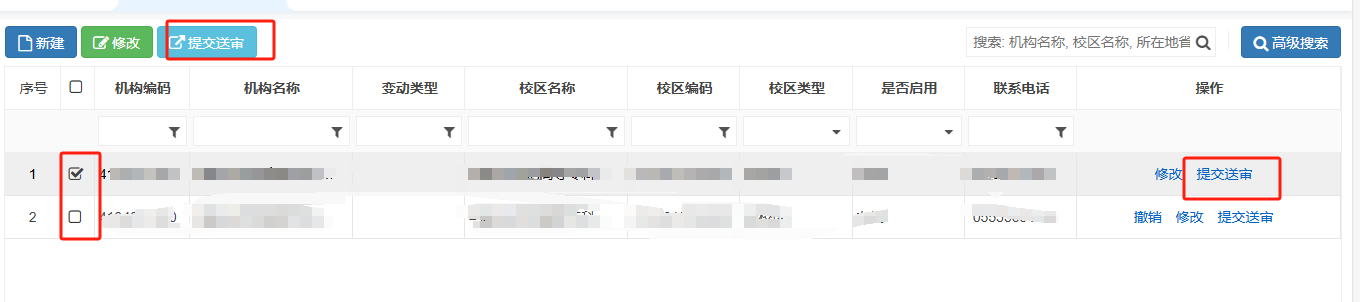 新建 修改 提交送审 搜索: 机构名称, 校区名称, 所在地省 高级搜索
序号 机构编码 机构名称 变动类型 校区名称 校区编码 校区类型 是否启用 联系电话 操作
1 修改 提交送审
2 撤销 修改 提交送审